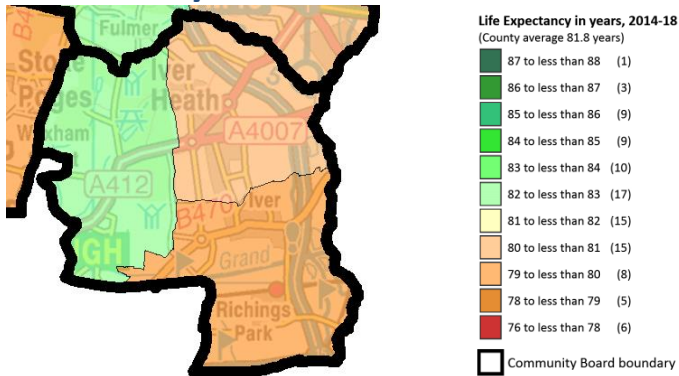 Fulmer
Stoke
Poges
Iver
Heath
A4007
A412
B470
Iver
Grand
Richings
Park
Life Expectancy in years, 2014-18
(County average 81.8 years)
87 to less than 88 (1)
86 to less than 87 (3)
85 to less than 86 (9)
84 to less than 85 (9)
83 to less than 84 (10)
82 to less than 83 (17)
81 to less than 82 (15)
80 to less than 81 (15)
79 to less than 80 (8)
78 to less than 79 (5)
76 to less than 78 (6)
Community Board boundary